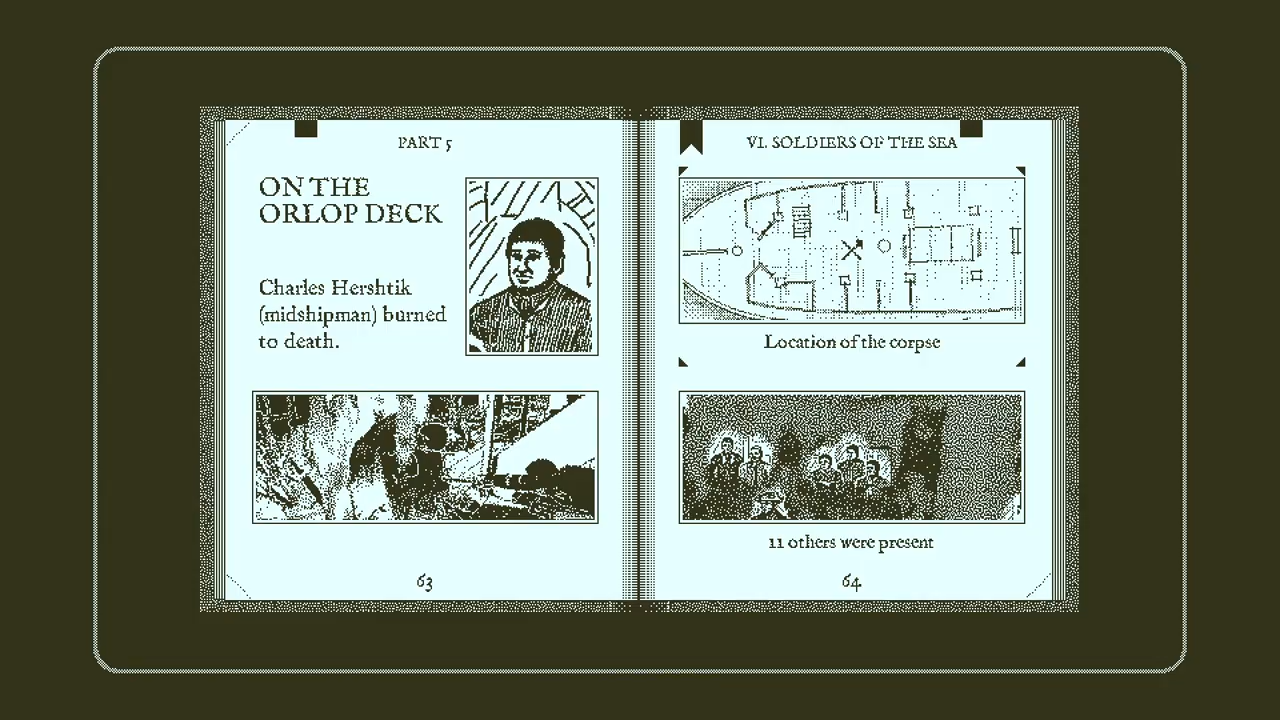 PART 5
ON THE
ORLOP DECK
Charles Hershtik
(midshipman) burned
to death.
63
VI. SOLDIERS OF THE SEA
Location of the corpse
11 others were present
64